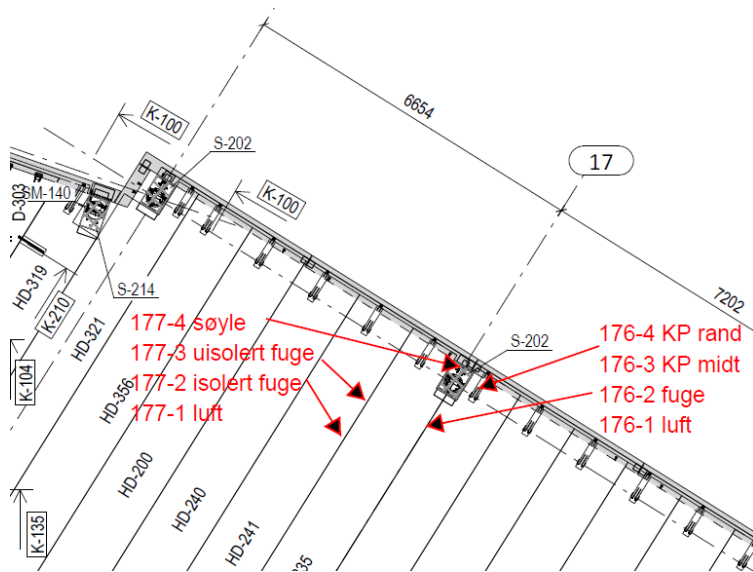 6654
17
7202
K-100
S-202
K-100
D-303
SM-140
S-214
HD-319
K-210
HD-321
K-104
HD-356
K-135
HD-200
HD-240
HD-241
177-4 søyle
177-3 uisolert fuge
177-2 isolert fuge
177-1 luft
S-202
176-4 KP rand
176-3 KP midt
176-2 fuge
176-1 luft